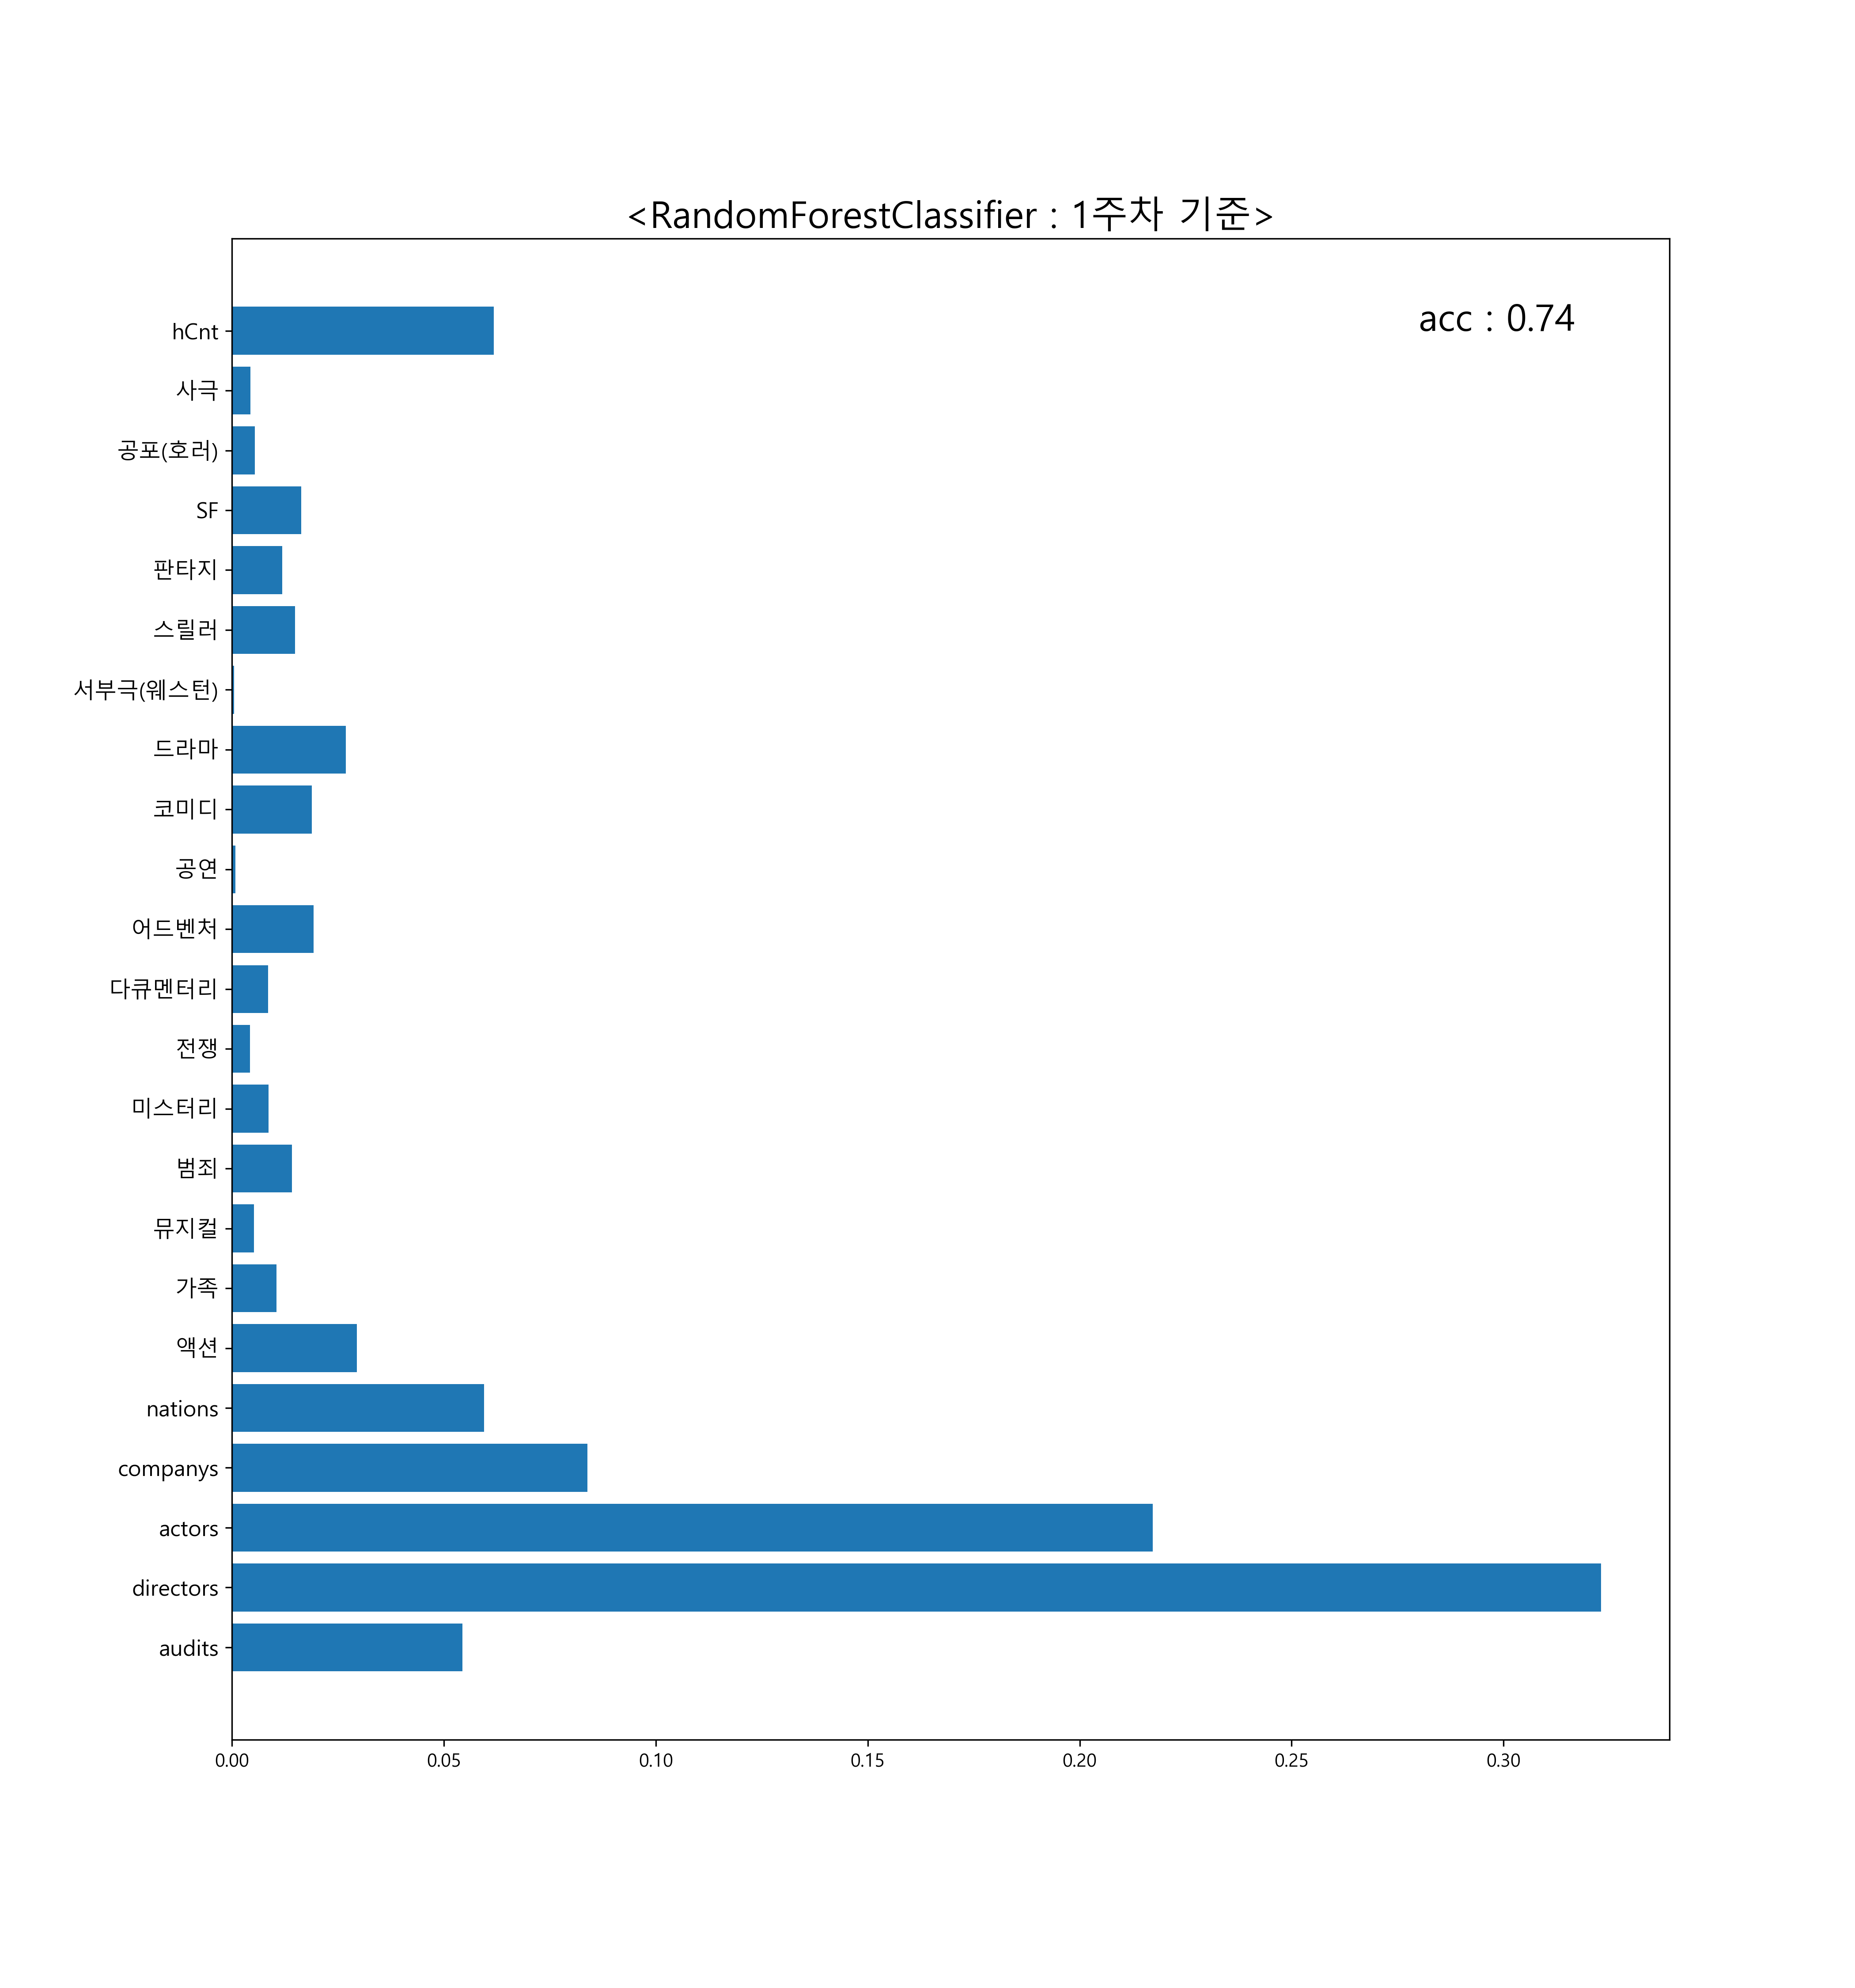 <RandomForestClassifier : 1주차 기준>
acc : 0.74
hCnt
사극
공포(호러)
SF
판타지
스릴러
서부극(웨스턴)
드라마
코미디
공연
어드벤처
다큐멘터리
전쟁
미스터리
범죄
뮤지컬
가족
액션
nations
companys
actors
directors
audits
0.00 0.05 0.10 0.15 0.20 0.25 0.30